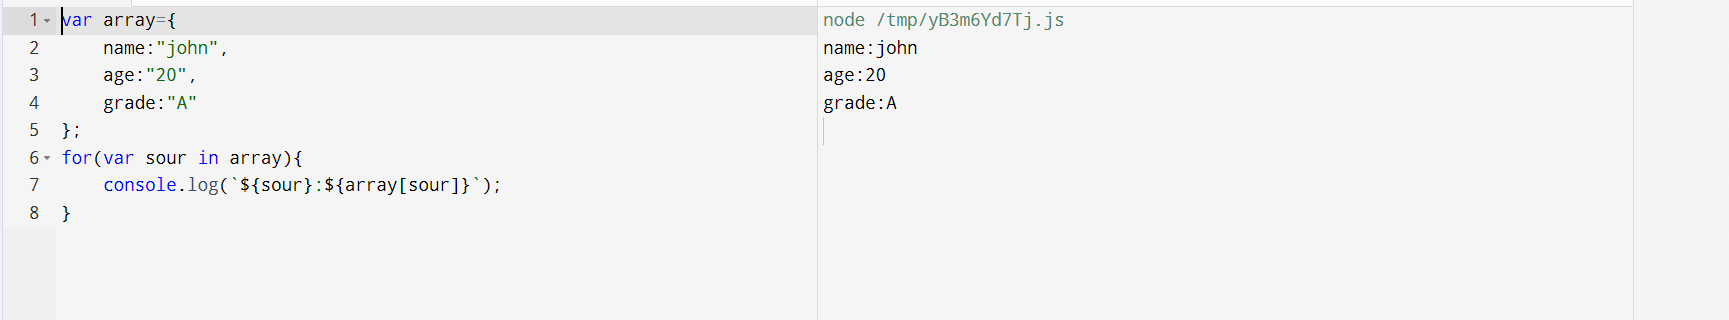 1 var array={
2 name:"john",
3 age:"20",
4 grade:"A"
5 };
6 for(var sour in array){
7 console.log(`${sour}:${array[sour]}`);
8 }
node /tmp/yB3m6Yd7Tj.js
name:john
age:20
grade:A